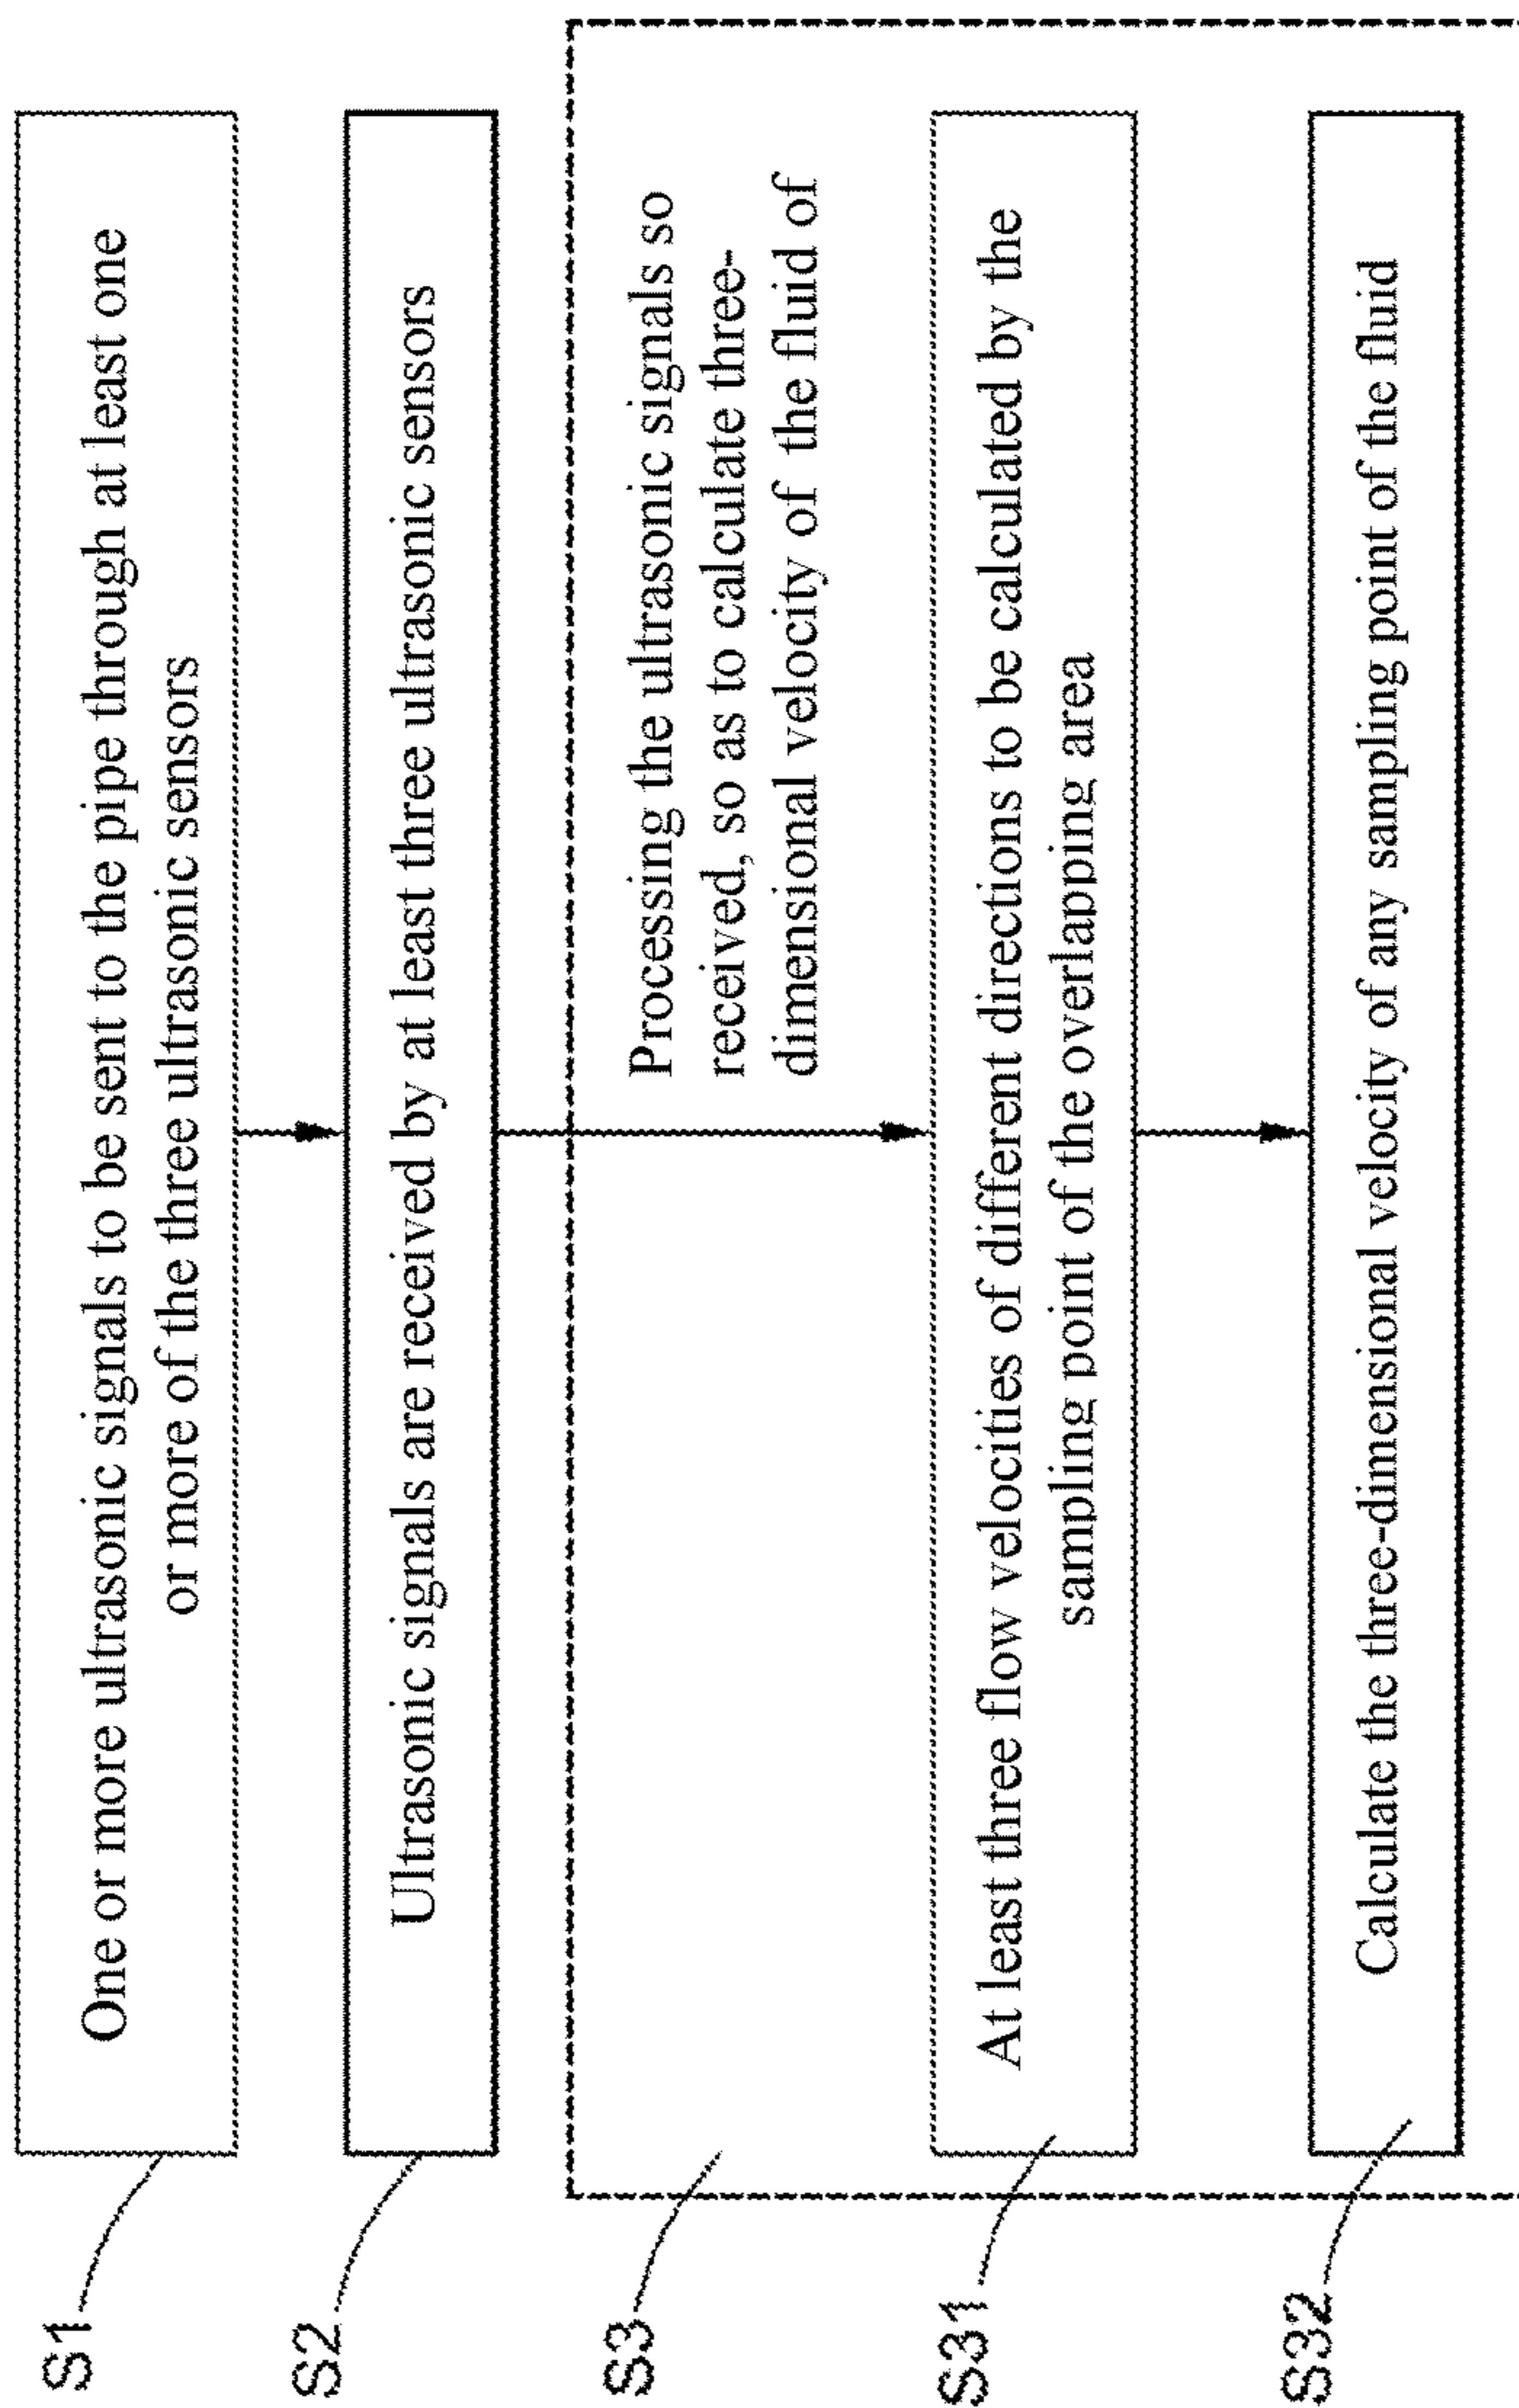 S1
One or more ultrasonic signals to be sent to the pipe through at least one
or more of the three ultrasonic sensors
S2
Ultrasonic signals are received by at least three ultrasonic sensors
S3
Processing the ultrasonic signals so
received, so as to calculate three-
dimensional velocity of the fluid of
S31
At least three flow velocities of different directions to be calculated by the
sampling point of the overlapping area
S32
Calculate the three-dimensional velocity of any sampling point of the fluid